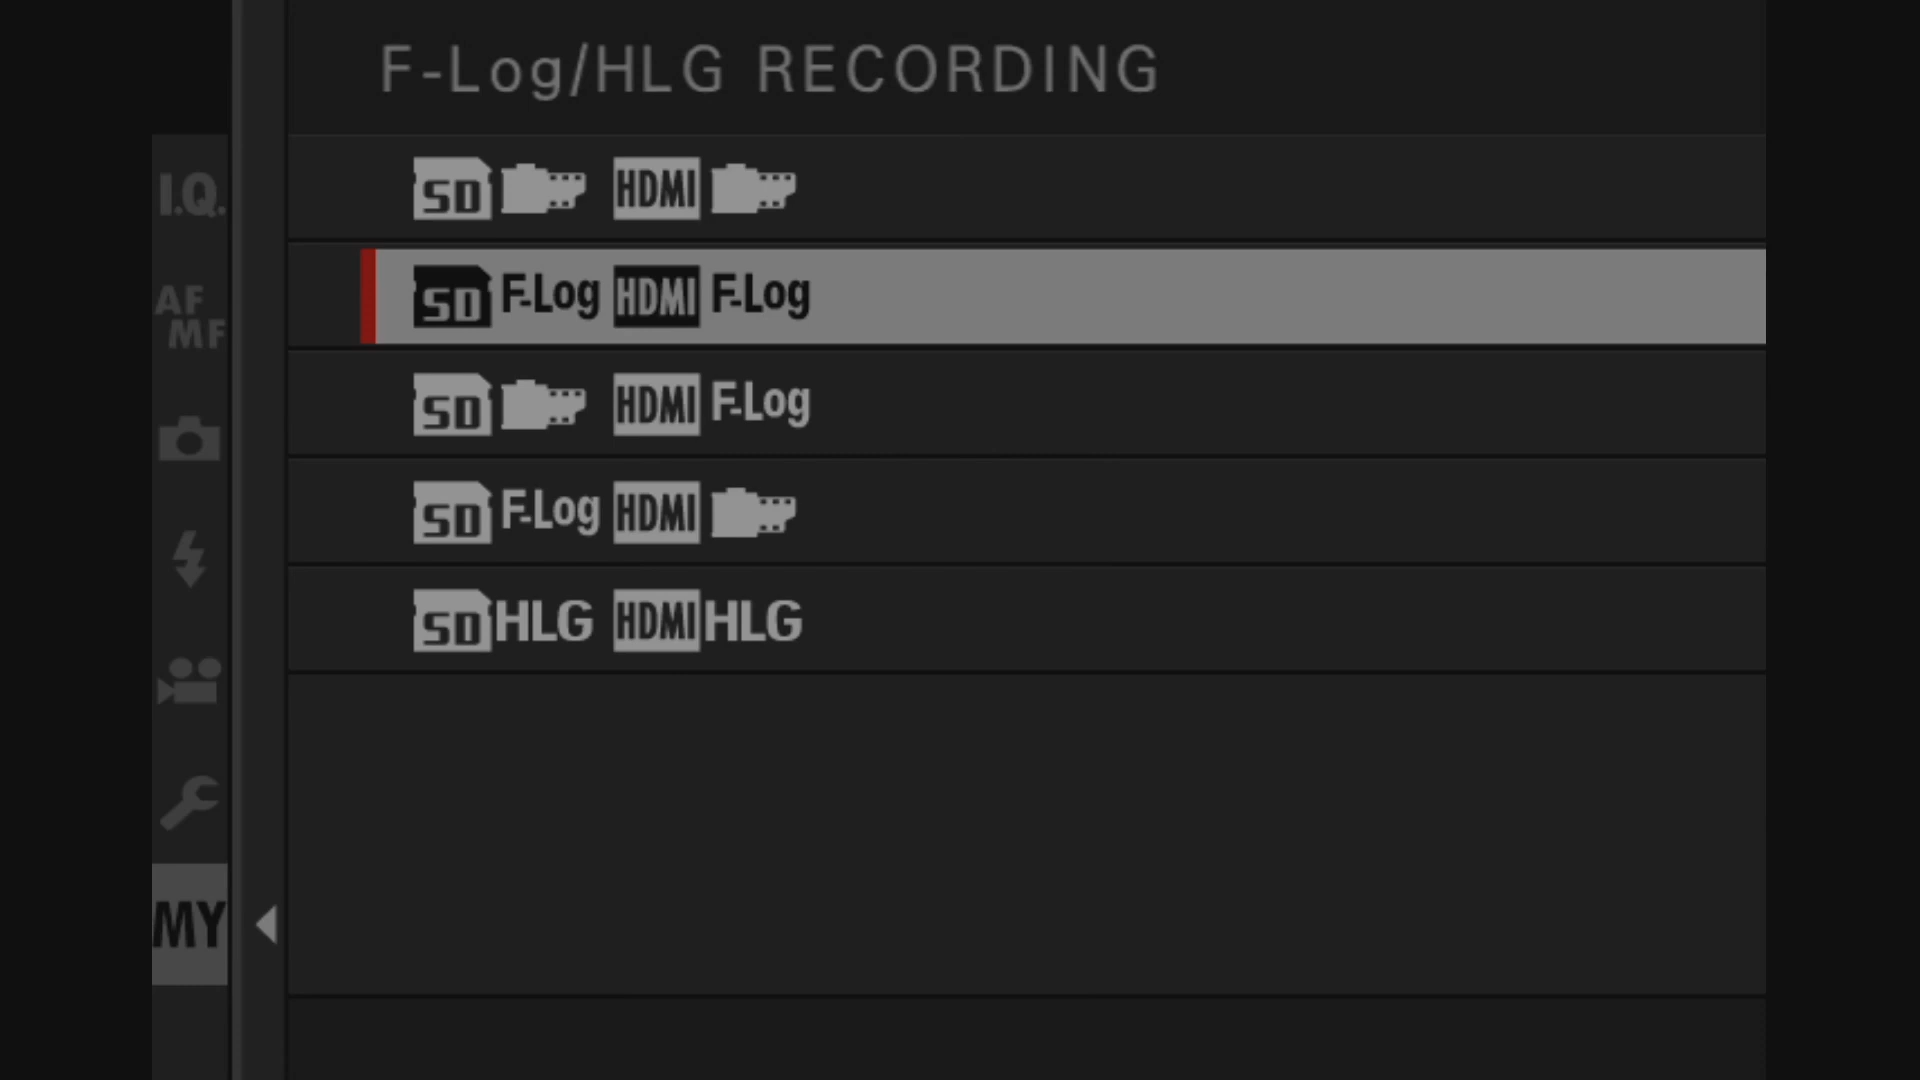 F-Log/HLG RECORDING
I.Q.
SD HDMI
AF
MF
SD F-Log HDMI F-Log
SD HDMI F-Log
SD F-Log HDMI
SD HLG HDMI HLG
MY